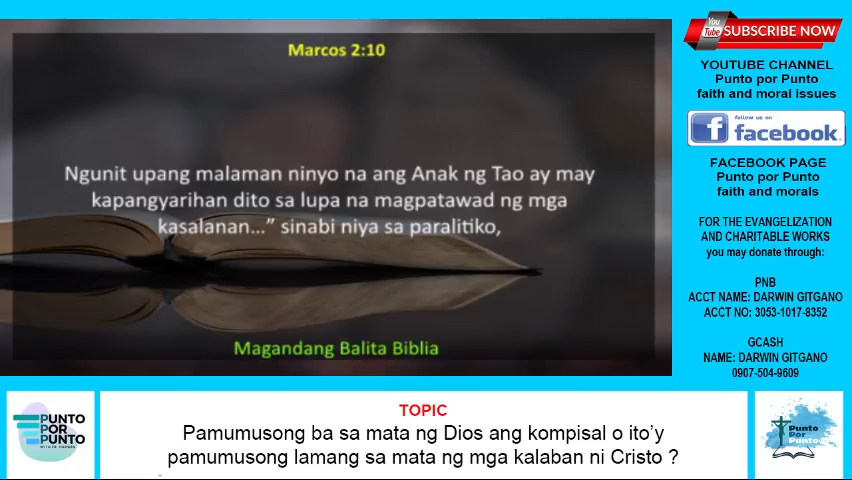 Marcos 2:10
Ngunit upang malaman ninyo na ang Anak ng Tao ay may
kapangyarihan dito sa lupa na magpatawad ng mga
kasalanan…” sinabi niya sa paralitiko,
Magandang Balita Biblia
You
Tube
SUBSCRIBE NOW
YOUTUBE CHANNEL
Punto por Punto
faith and moral issues
follow us on
facebook.
FACEBOOK PAGE
Punto por Punto
faith and morals
FOR THE EVANGELIZATION
AND CHARITABLE WORKS
you may donate through:
PNB
ACCT NAME: DARWIN GITGANO
ACCT NO: 3053-1017-8352
GCASH
NAME: DARWIN GITGANO
0907-504-9609
PUNTO
POR
PUNTO
TOPIC
Pamumusong ba sa mata ng Dios ang kompisal o ito’y
pamumusong lamang sa mata ng mga kalaban ni Cristo ?
Punto
Por
Punto